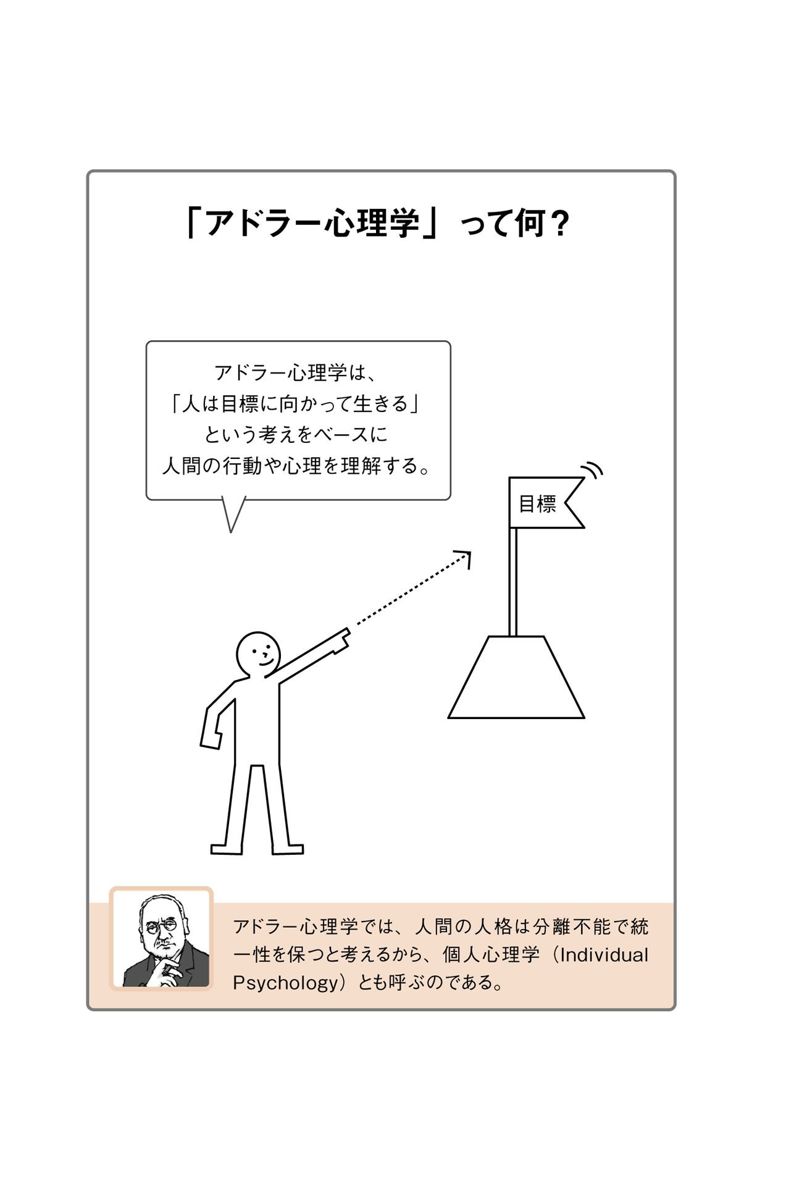 「アドラー心理学」って何？
アドラー心理学は、
「人は目標に向かって生きる」
という考えをベースに
人間の行動や心理を理解する。
目標
アドラー心理学では、人間の人格は分離不能で統
一性を保つと考えるから、個人心理学（Individual
Psychology）とも呼ぶのである。